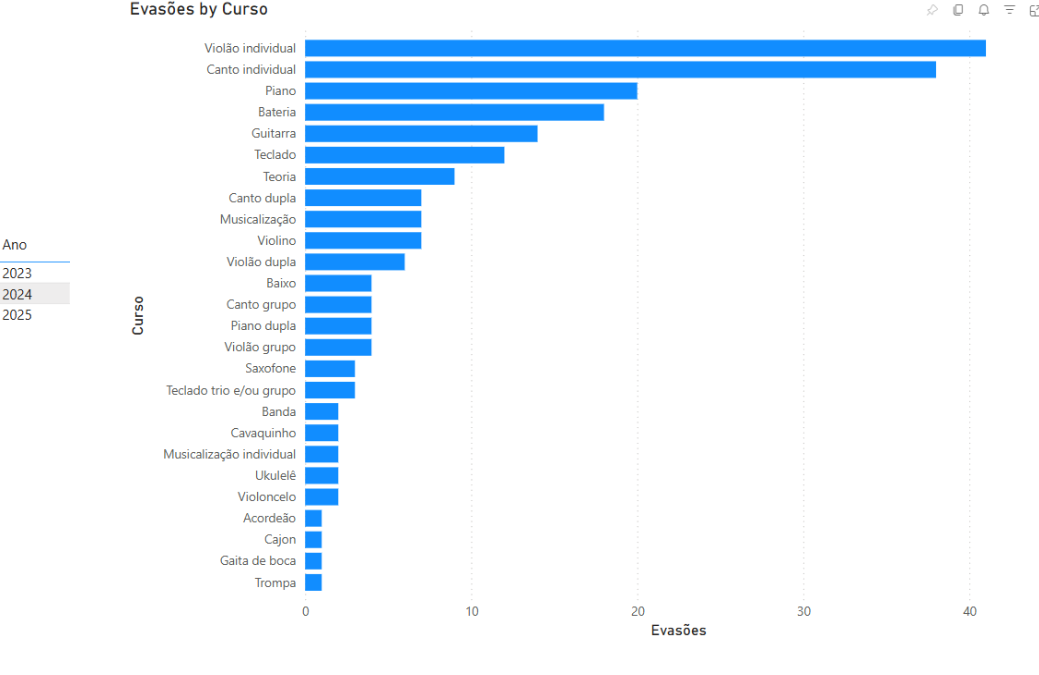 Evasões by Curso
Ano
2023
2024
2025
Curso
Violão individual
Canto individual
Piano
Bateria
Guitarra
Teclado
Teoria
Canto dupla
Musicalização
Violino
Violão dupla
Baixo
Canto grupo
Piano dupla
Violão grupo
Saxofone
Teclado trio e/ou grupo
Banda
Cavaquinho
Musicalização individual
Ukulelê
Violoncelo
Acordeão
Cajon
Gaita de boca
Trompa
0 10 20 30 40
Evasões